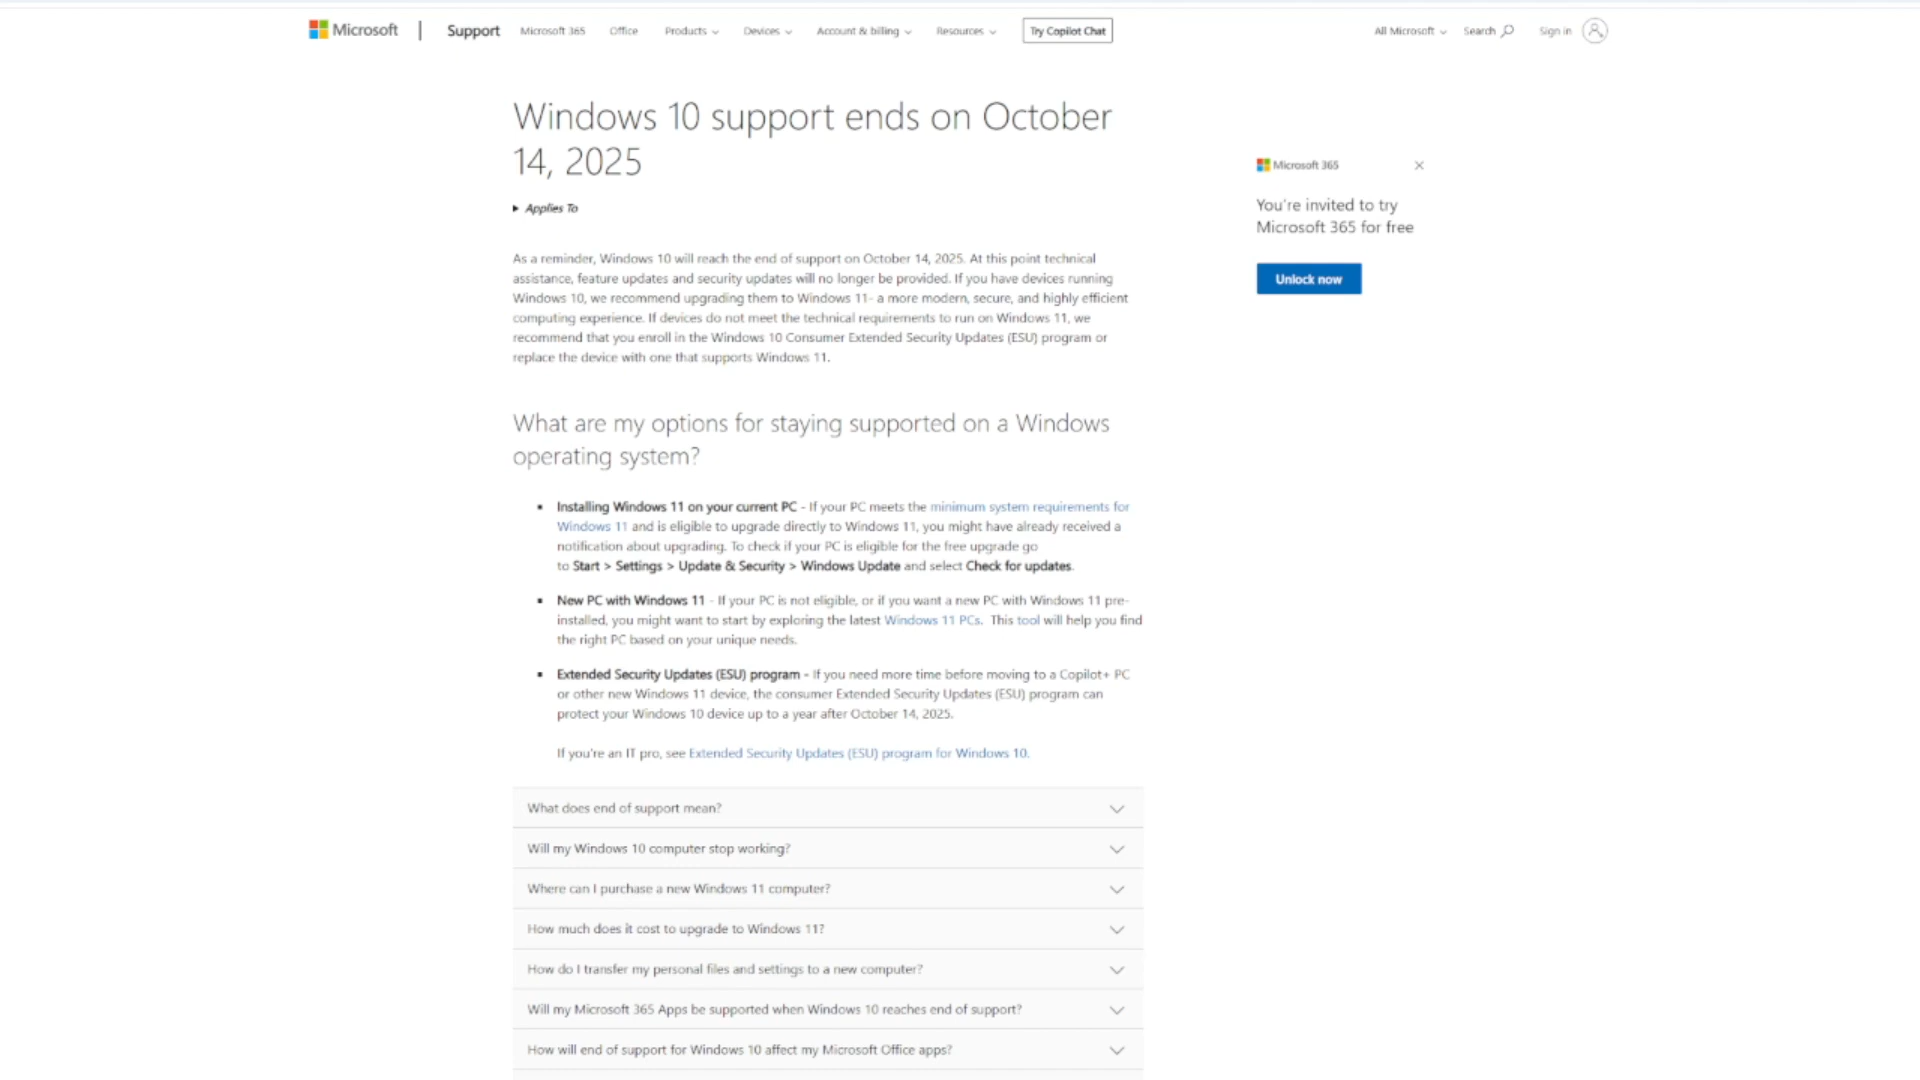 Microsoft | Support Microsoft 365 Office Products Devices Account & billing Resources Try Copilot Chat All Microsoft Search Sign in
Windows 10 support ends on October
14, 2025
Applies To
As a reminder, Windows 10 will reach the end of support on October 14, 2025. At this point technical
assistance, feature updates and security updates will no longer be provided. If you have devices running
Windows 10, we recommend upgrading them to Windows 11- a more modern, secure, and highly efficient
computing experience. If devices do not meet the technical requirements to run on Windows 11, we
recommend that you enroll in the Windows 10 Consumer Extended Security Updates (ESU) program or
replace the device with one that supports Windows 11.
Microsoft 365
You're invited to try
Microsoft 365 for free
Unlock now
What are my options for staying supported on a Windows
operating system?
▪ Installing Windows 11 on your current PC - If your PC meets the minimum system requirements for
Windows 11 and is eligible to upgrade directly to Windows 11, you might have already received a
notification about upgrading. To check if your PC is eligible for the free upgrade go
to Start > Settings > Update & Security > Windows Update and select Check for updates.
▪ New PC with Windows 11 - If your PC is not eligible, or if you want a new PC with Windows 11 pre-
installed, you might want to start by exploring the latest Windows 11 PCs. This tool will help you find
the right PC based on your unique needs.
▪ Extended Security Updates (ESU) program - If you need more time before moving to a Copilot+ PC
or other new Windows 11 device, the consumer Extended Security Updates (ESU) program can
protect your Windows 10 device up to a year after October 14, 2025.
If you're an IT pro, see Extended Security Updates (ESU) program for Windows 10.
What does end of support mean?
Will my Windows 10 computer stop working?
Where can I purchase a new Windows 11 computer?
How much does it cost to upgrade to Windows 11?
How do I transfer my personal files and settings to a new computer?
Will my Microsoft 365 Apps be supported when Windows 10 reaches end of support?
How will end of support for Windows 10 affect my Microsoft Office apps?